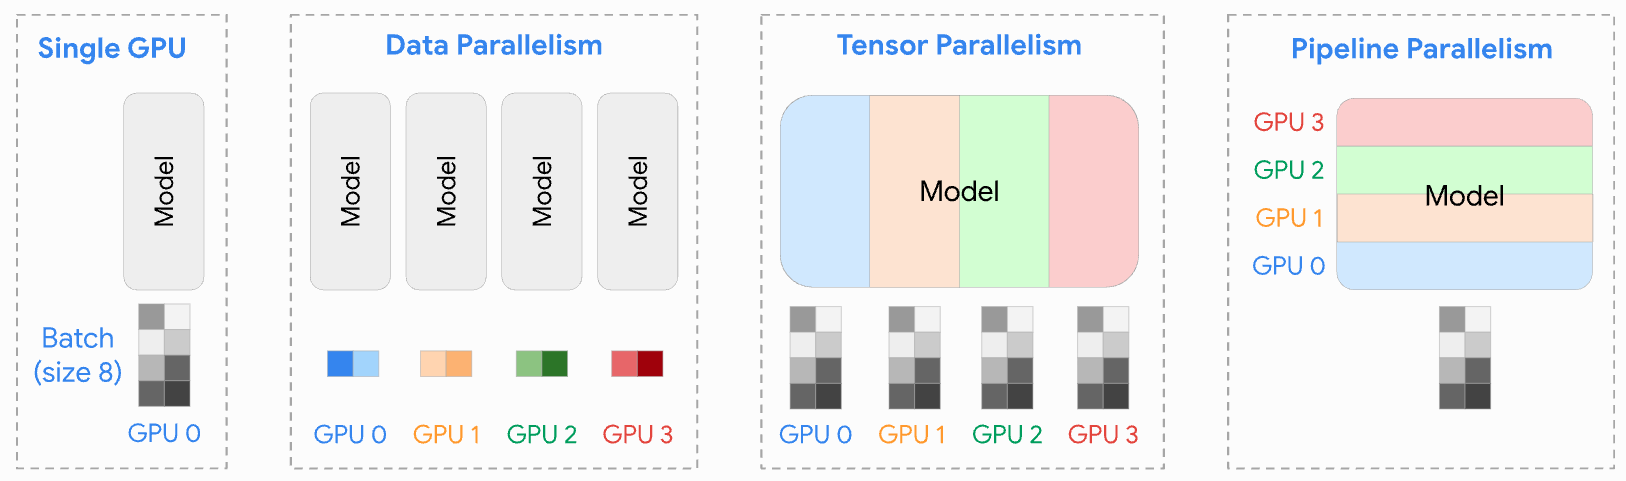 Single GPU
Model
Batch
(size 8)
GPU 0
Data Parallelism
Model
Model
Model
Model
GPU 0
GPU 1
GPU 2
GPU 3
Tensor Parallelism
Model
GPU 0
GPU 1
GPU 2
GPU 3
Pipeline Parallelism
GPU 3
GPU 2
Model
GPU 1
GPU 0